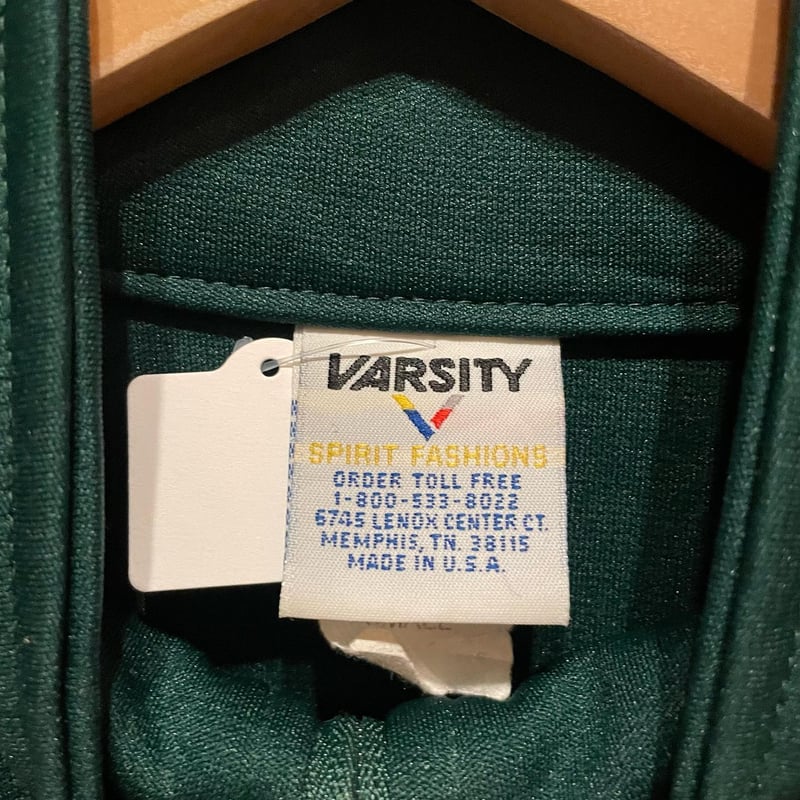 VARSITY
SPIRIT FASHIONS
ORDER TOLL FREE
1-800-533-8022
6745 LENOX CENTER CT.
MEMPHIS, TN. 38115
MADE IN U.S.A.